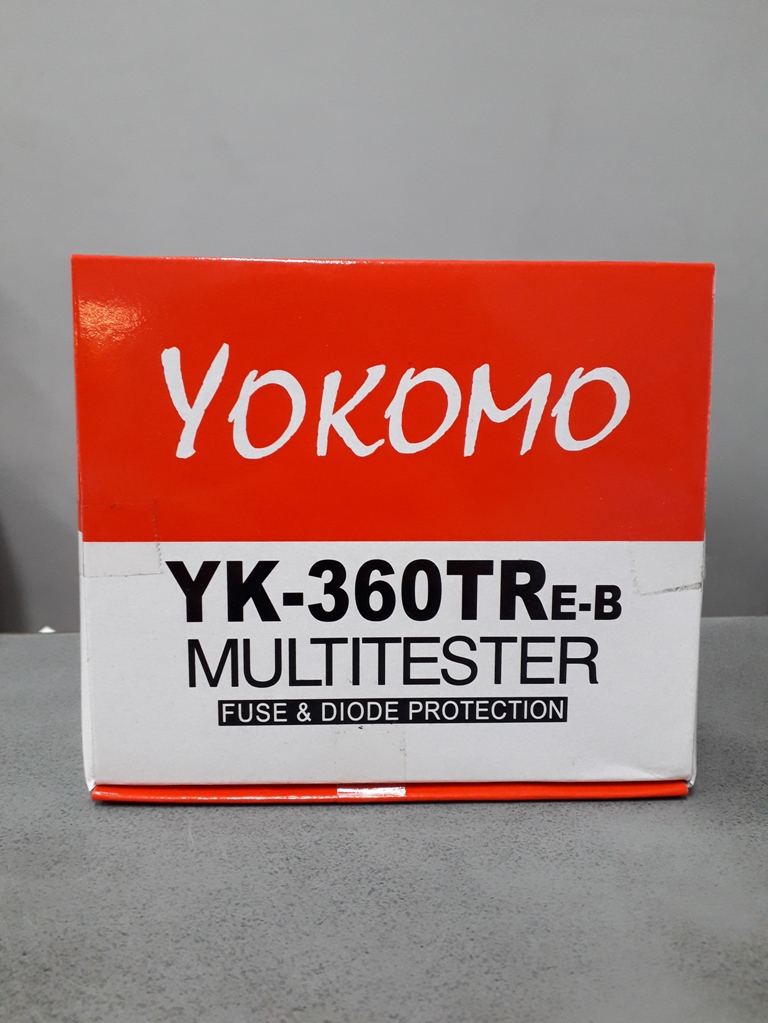 YOKOMO
YK-360TRE-B
MULTITESTER
FUSE & DIODE PROTECTION